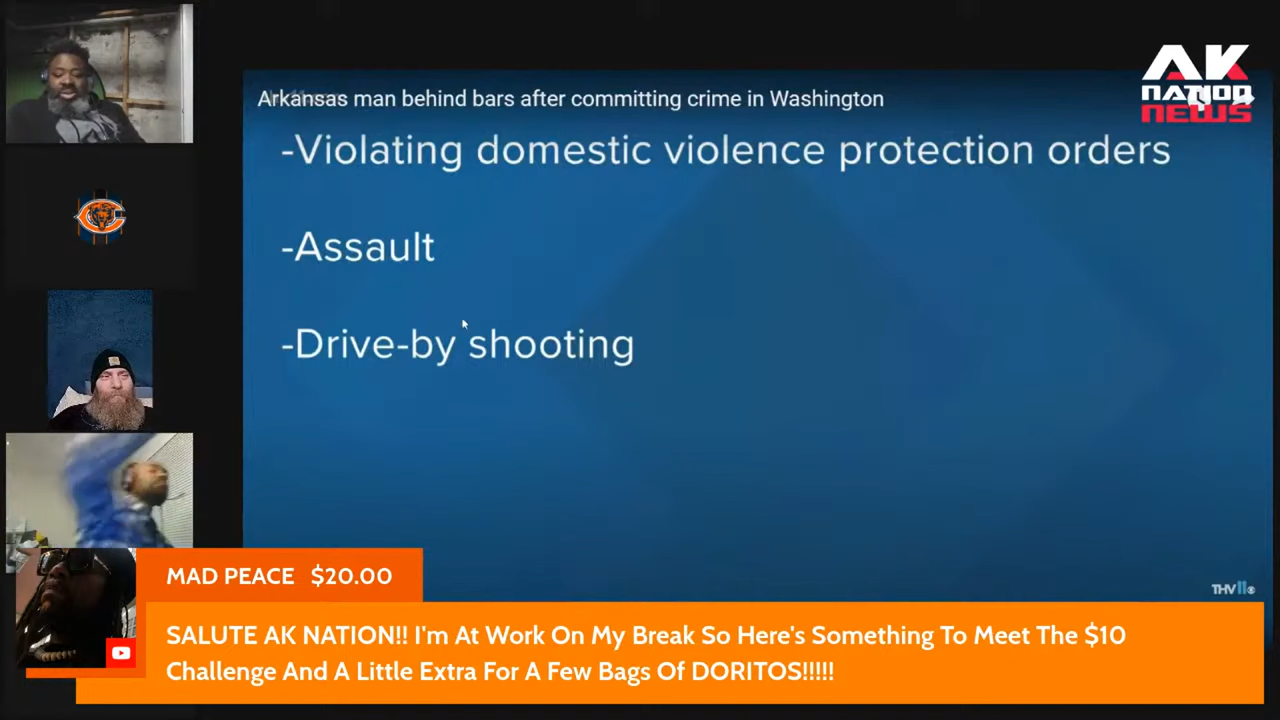 Arkansas man behind bars after committing crime in Washington
AK
NATION
NEWS
-Violating domestic violence protection orders
-Assault
-Drive-by shooting
THV11
MAD PEACE $20.00
SALUTE AK NATION!! I'm At Work On My Break So Here's Something To Meet The $10
Challenge And A Little Extra For A Few Bags Of DORITOS!!!!!